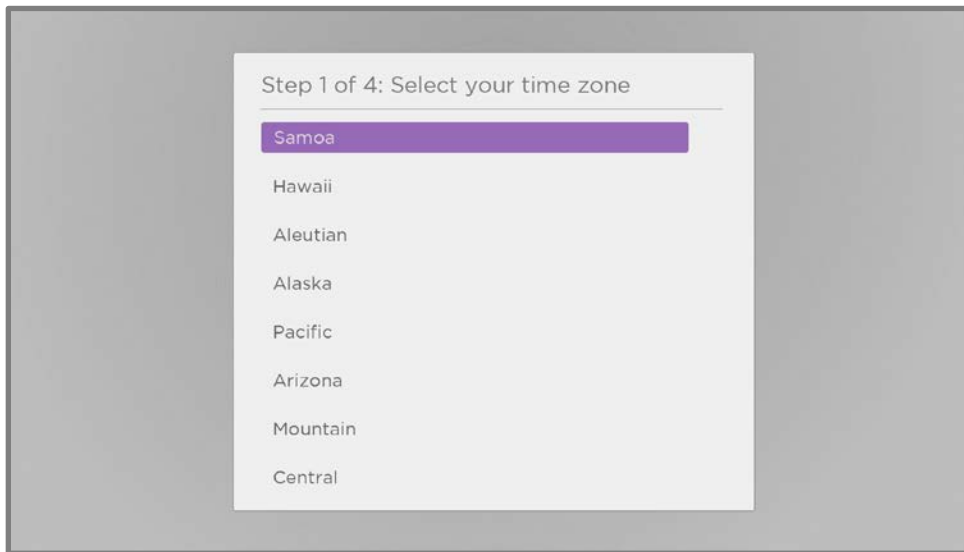 Step 1 of 4: Select your time zone
Samoa
Hawaii
Aleutian
Alaska
Pacific
Arizona
Mountain
Central